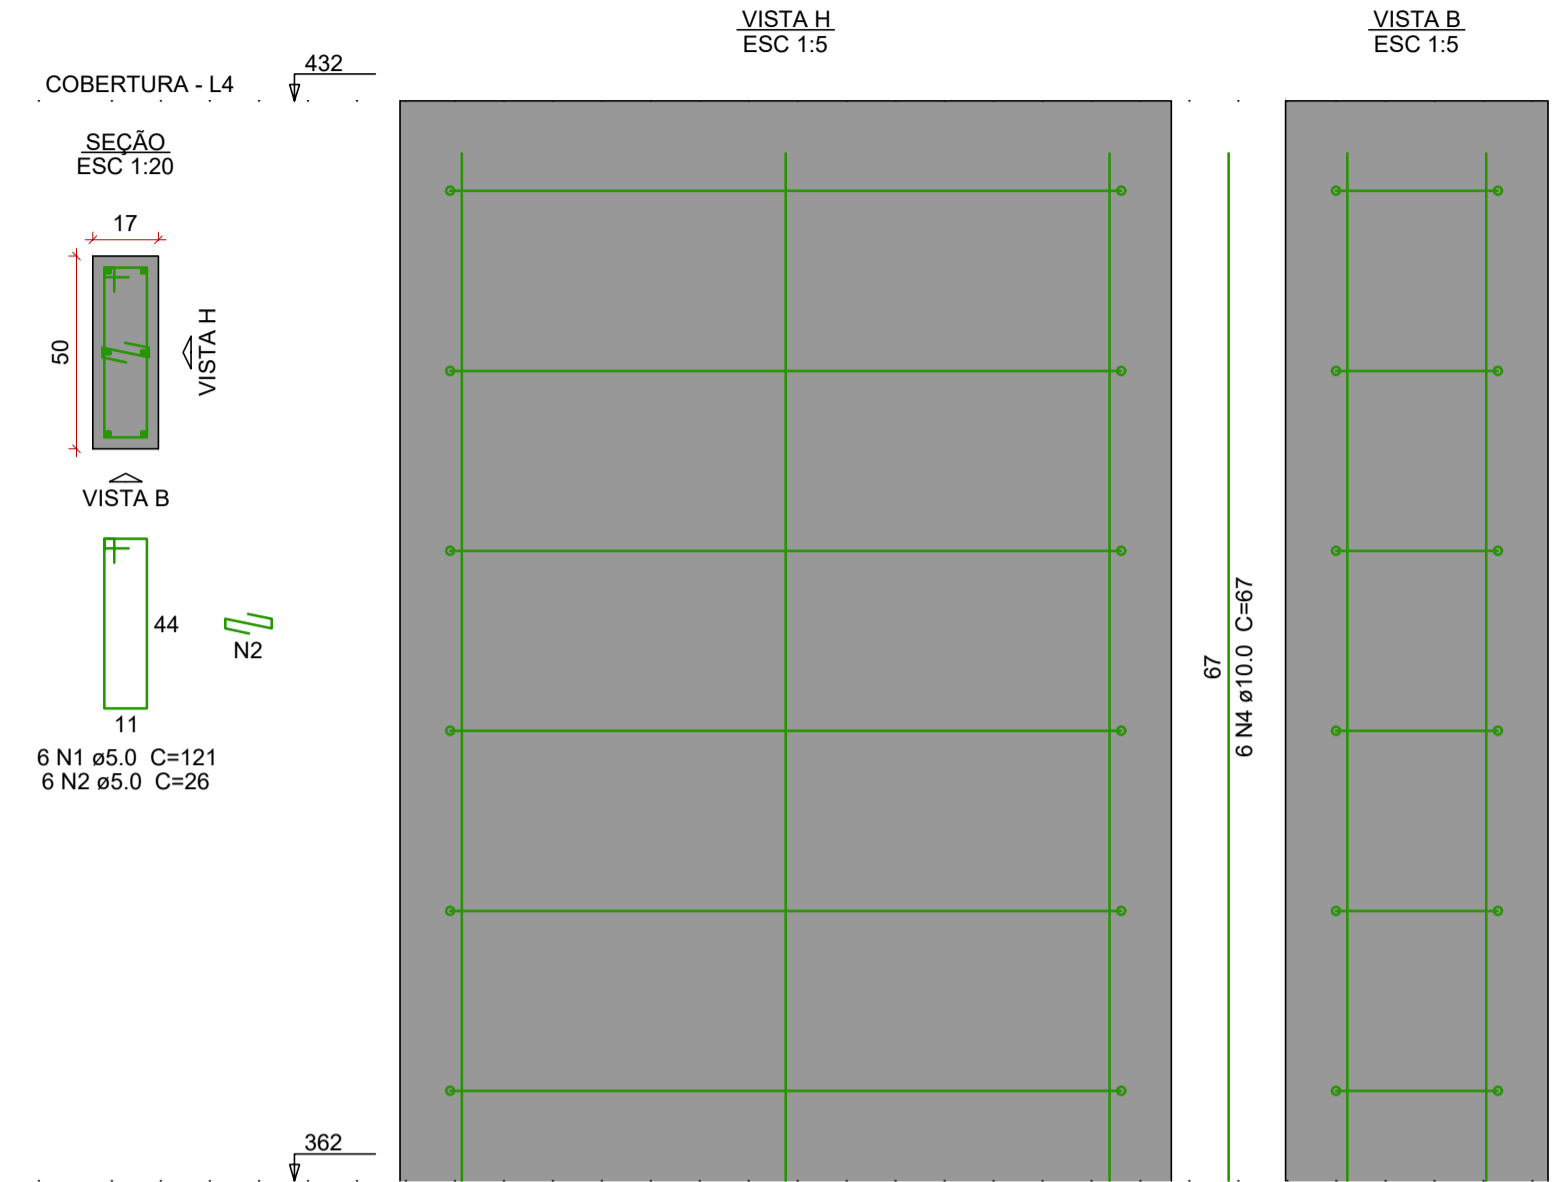 VISTA H
ESC 1:5
VISTA B
ESC 1:5
432
COBERTURA - L4
SEÇÃO
ESC 1:20
17
50
VISTA H
VISTA B
44
11
N2
6 N1 ø5.0 C=121
6 N2 ø5.0 C=26
67
6 N4 ø10.0 C=67
362